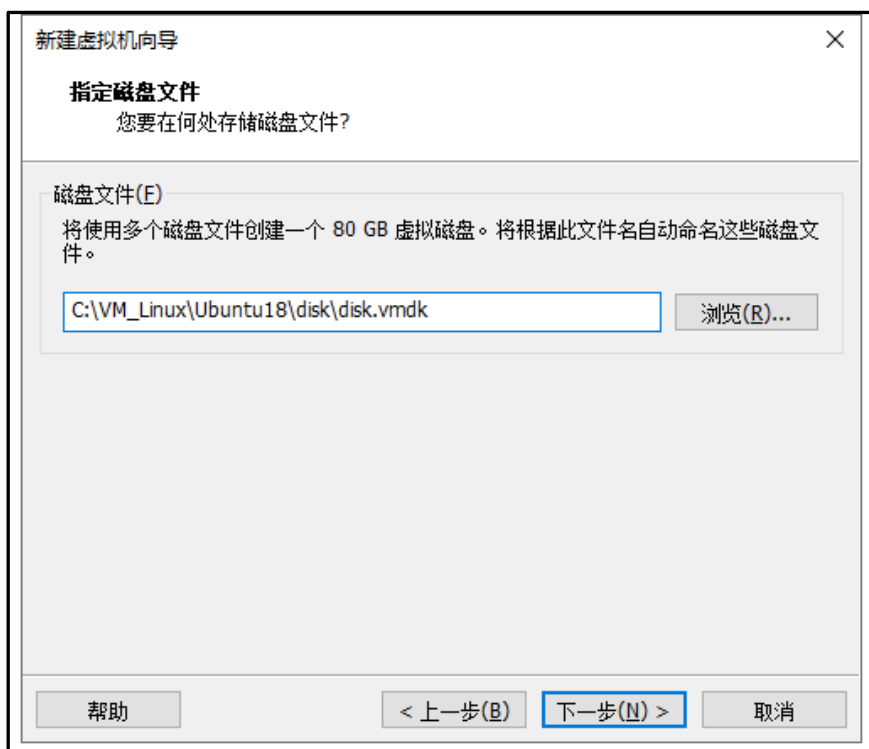 新建虚拟机向导
指定磁盘文件
您要在何处存储磁盘文件?
磁盘文件(F)
将使用多个磁盘文件创建一个 80 GB 虚拟磁盘。将根据此文件名自动命名这些磁盘文
件。
C:\VM_Linux\Ubuntu18\disk\disk.vmdk
浏览(R)...
帮助
< 上一步(B)
下一步(N) >
取消